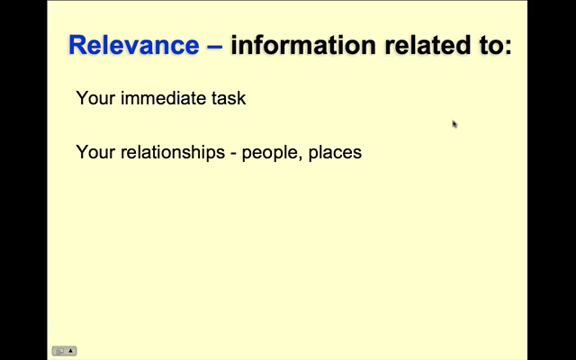 Relevance – information related to:
Your immediate task
Your relationships - people, places